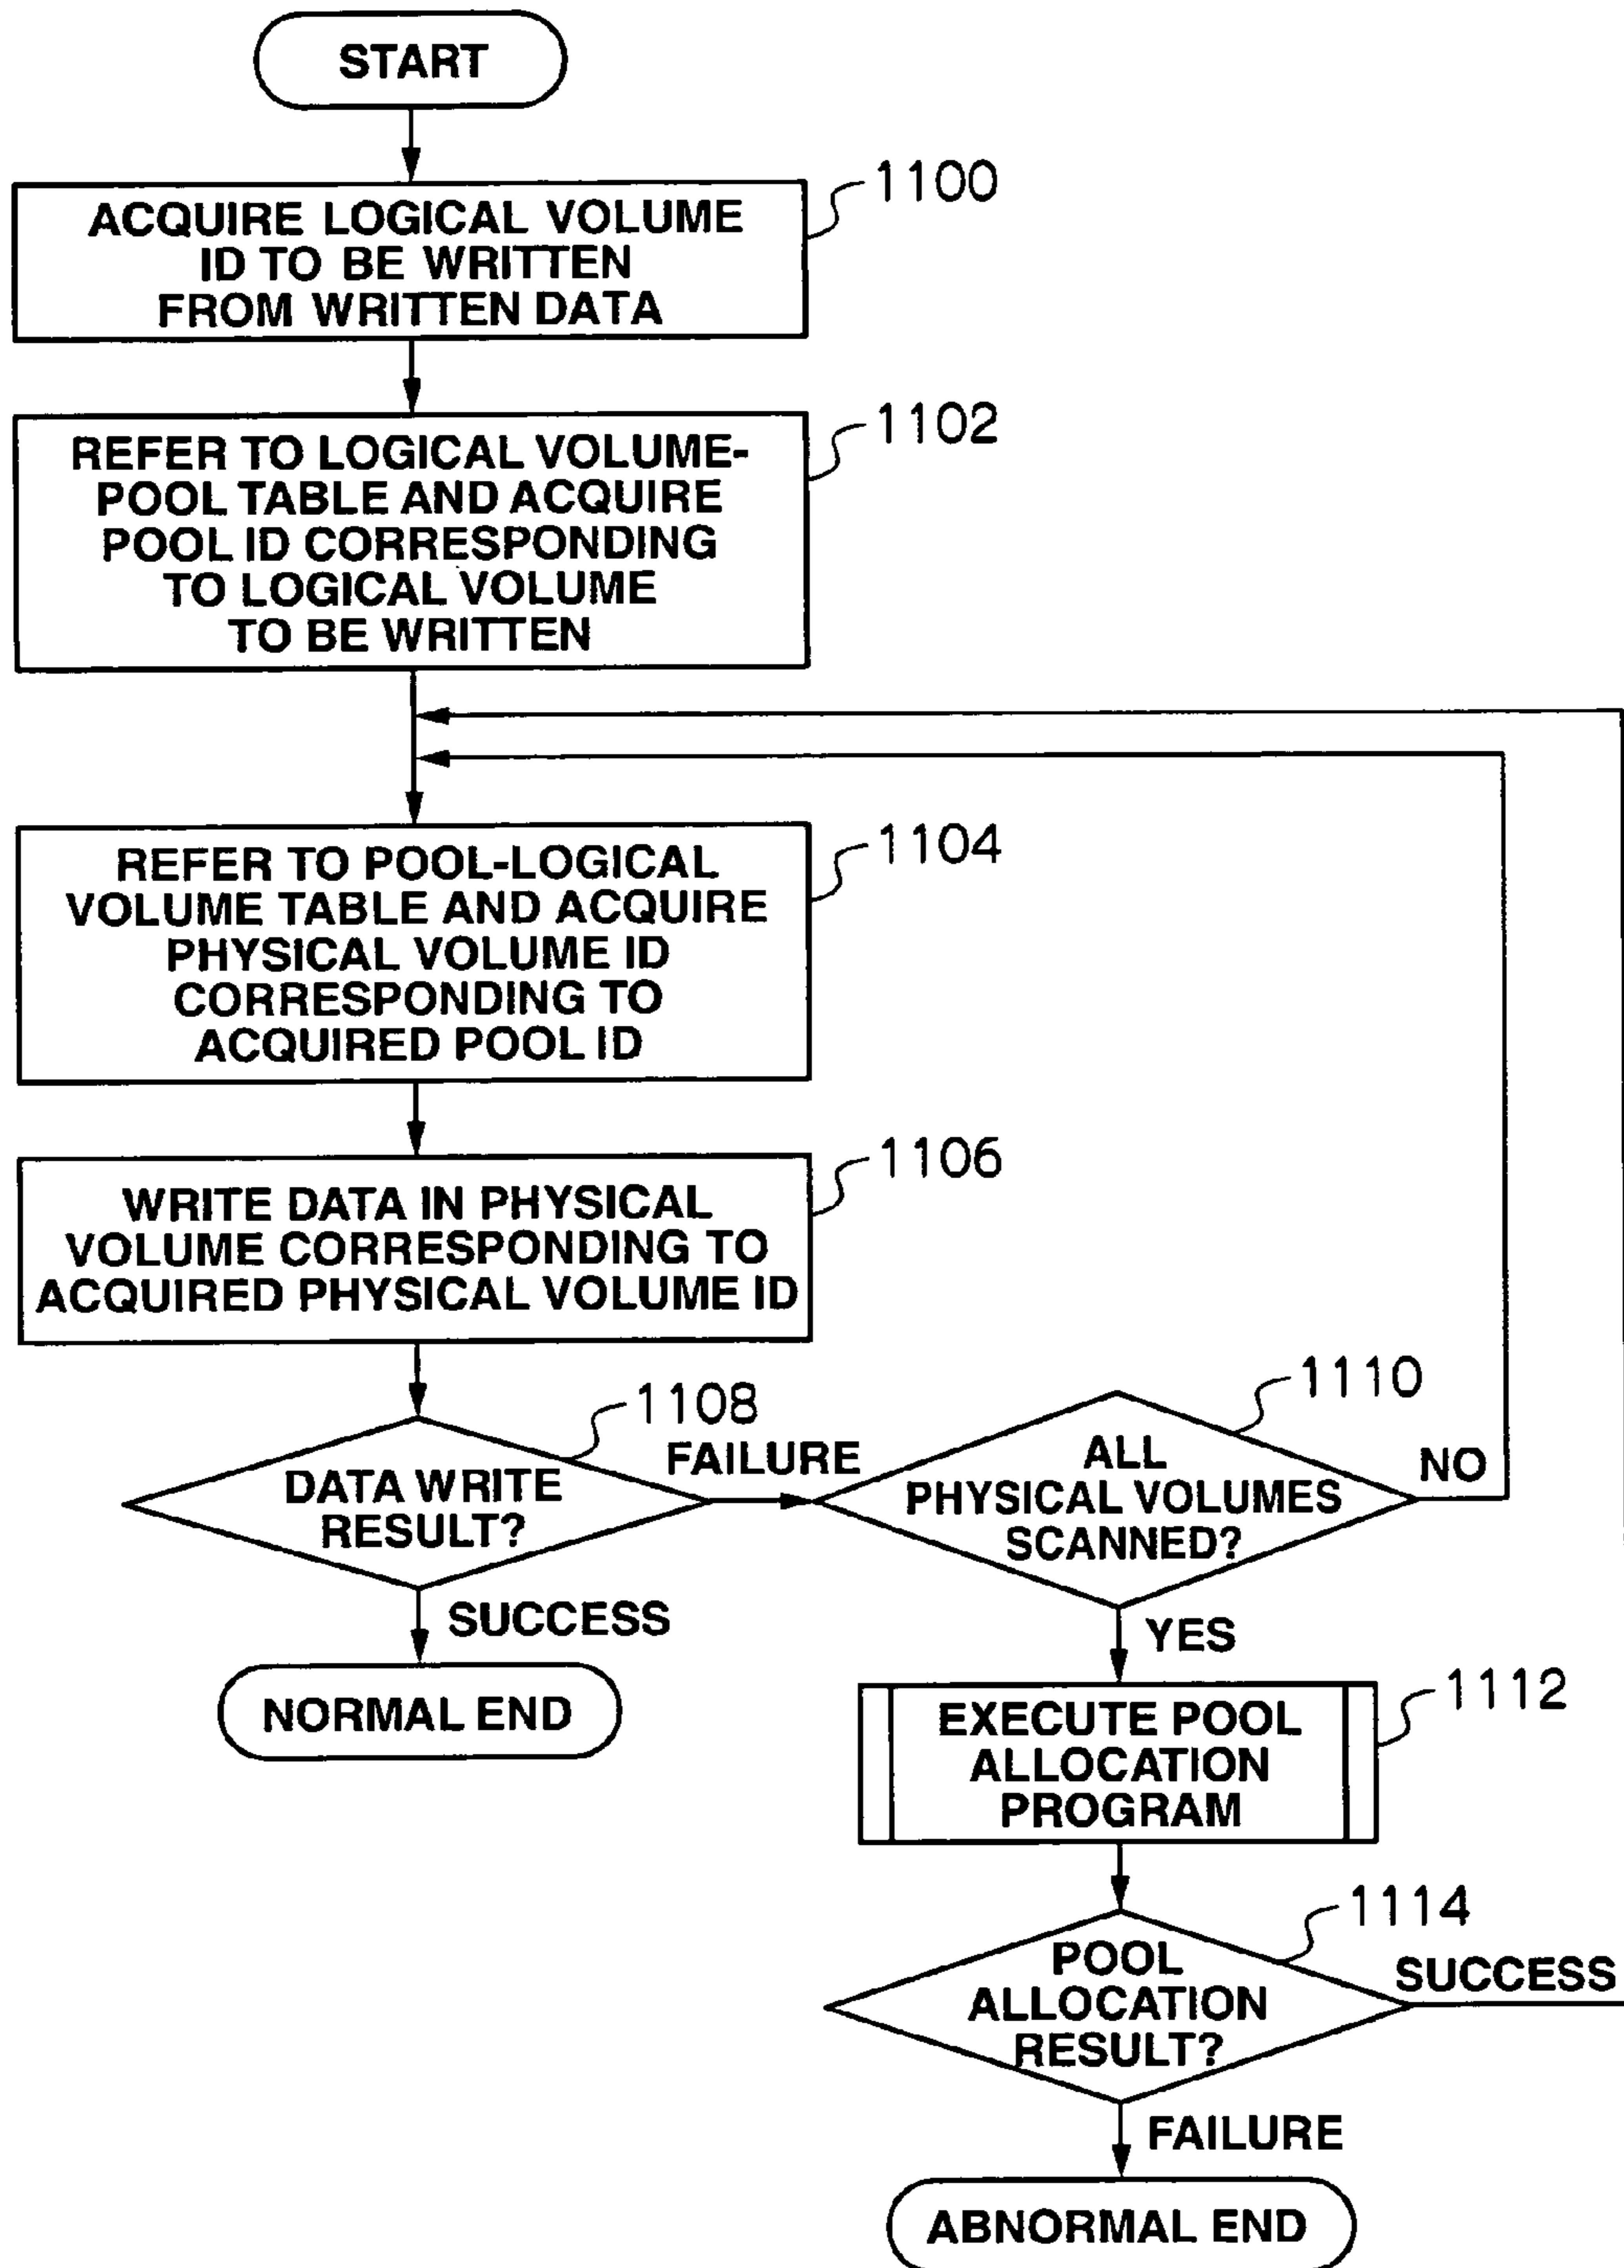 START
1100
ACQUIRE LOGICAL VOLUME
ID TO BE WRITTEN
FROM WRITTEN DATA
1102
REFER TO LOGICAL VOLUME-
POOL TABLE AND ACQUIRE
POOL ID CORRESPONDING
TO LOGICAL VOLUME
TO BE WRITTEN
1104
REFER TO POOL-LOGICAL
VOLUME TABLE AND ACQUIRE
PHYSICAL VOLUME ID
CORRESPONDING TO
ACQUIRED POOL ID
1106
WRITE DATA IN PHYSICAL
VOLUME CORRESPONDING TO
ACQUIRED PHYSICAL VOLUME ID
1108
DATA WRITE
RESULT?
FAILURE
SUCCESS
NORMAL END
1110
ALL
PHYSICAL VOLUMES
SCANNED?
NO
YES
1112
EXECUTE POOL
ALLOCATION
PROGRAM
1114
POOL
ALLOCATION
RESULT?
SUCCESS
FAILURE
ABNORMAL END